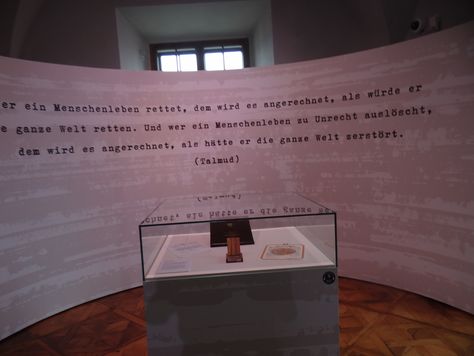 er ein Menschenleben rettet, dem wird es angerechnet, als würde er
e ganze Welt retten. Und wer ein Menschenleben zu Unrecht auslöscht,
dem wird es angerechnet, als hätte er die ganze Welt zerstört.
(Talmud)